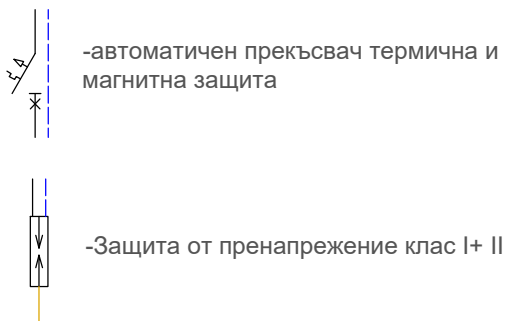 -автоматичен прекъсвач термична и
магнитна защита
-Защита от пренапрежение клас I+ II